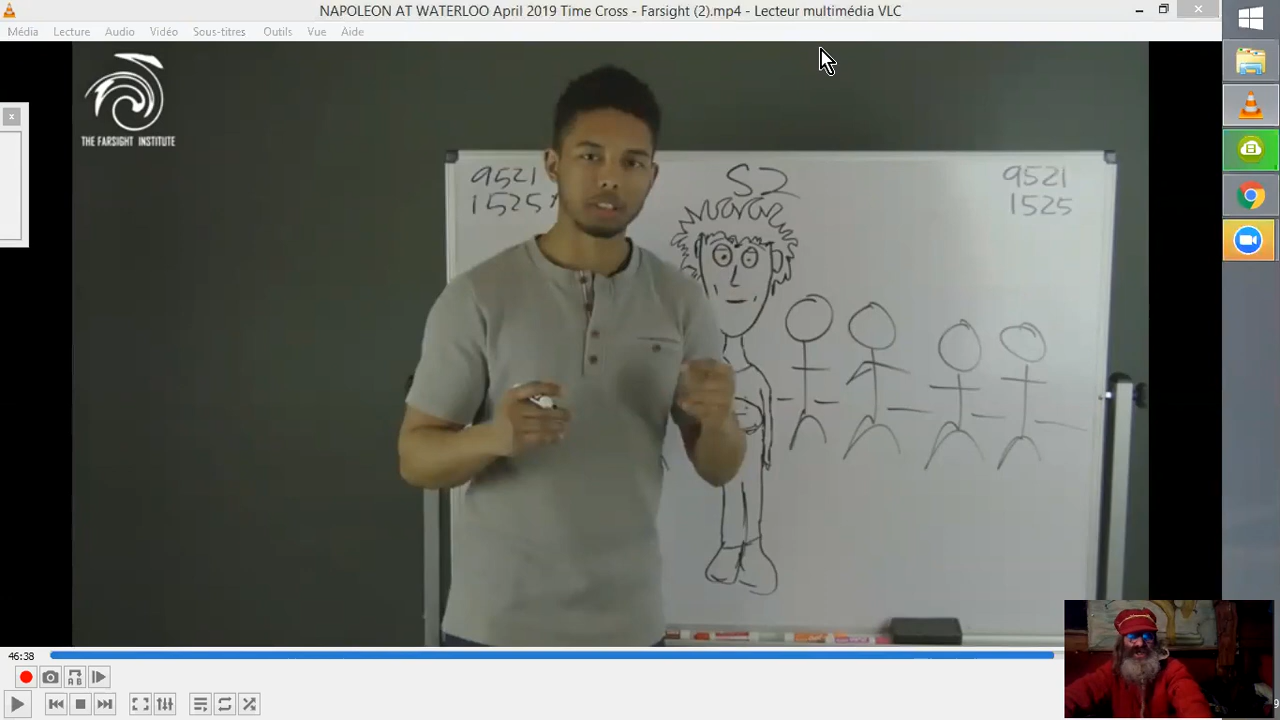 NAPOLEON AT WATERLOO April 2019 Time Cross - Farsight (2).mp4 - Lecteur multimédia VLC
Média Lecture Audio Vidéo Sous-titres Outils Vue Aide
THE FARSIGHT INSTITUTE
9521
1525
S2
9521
1525
46:38